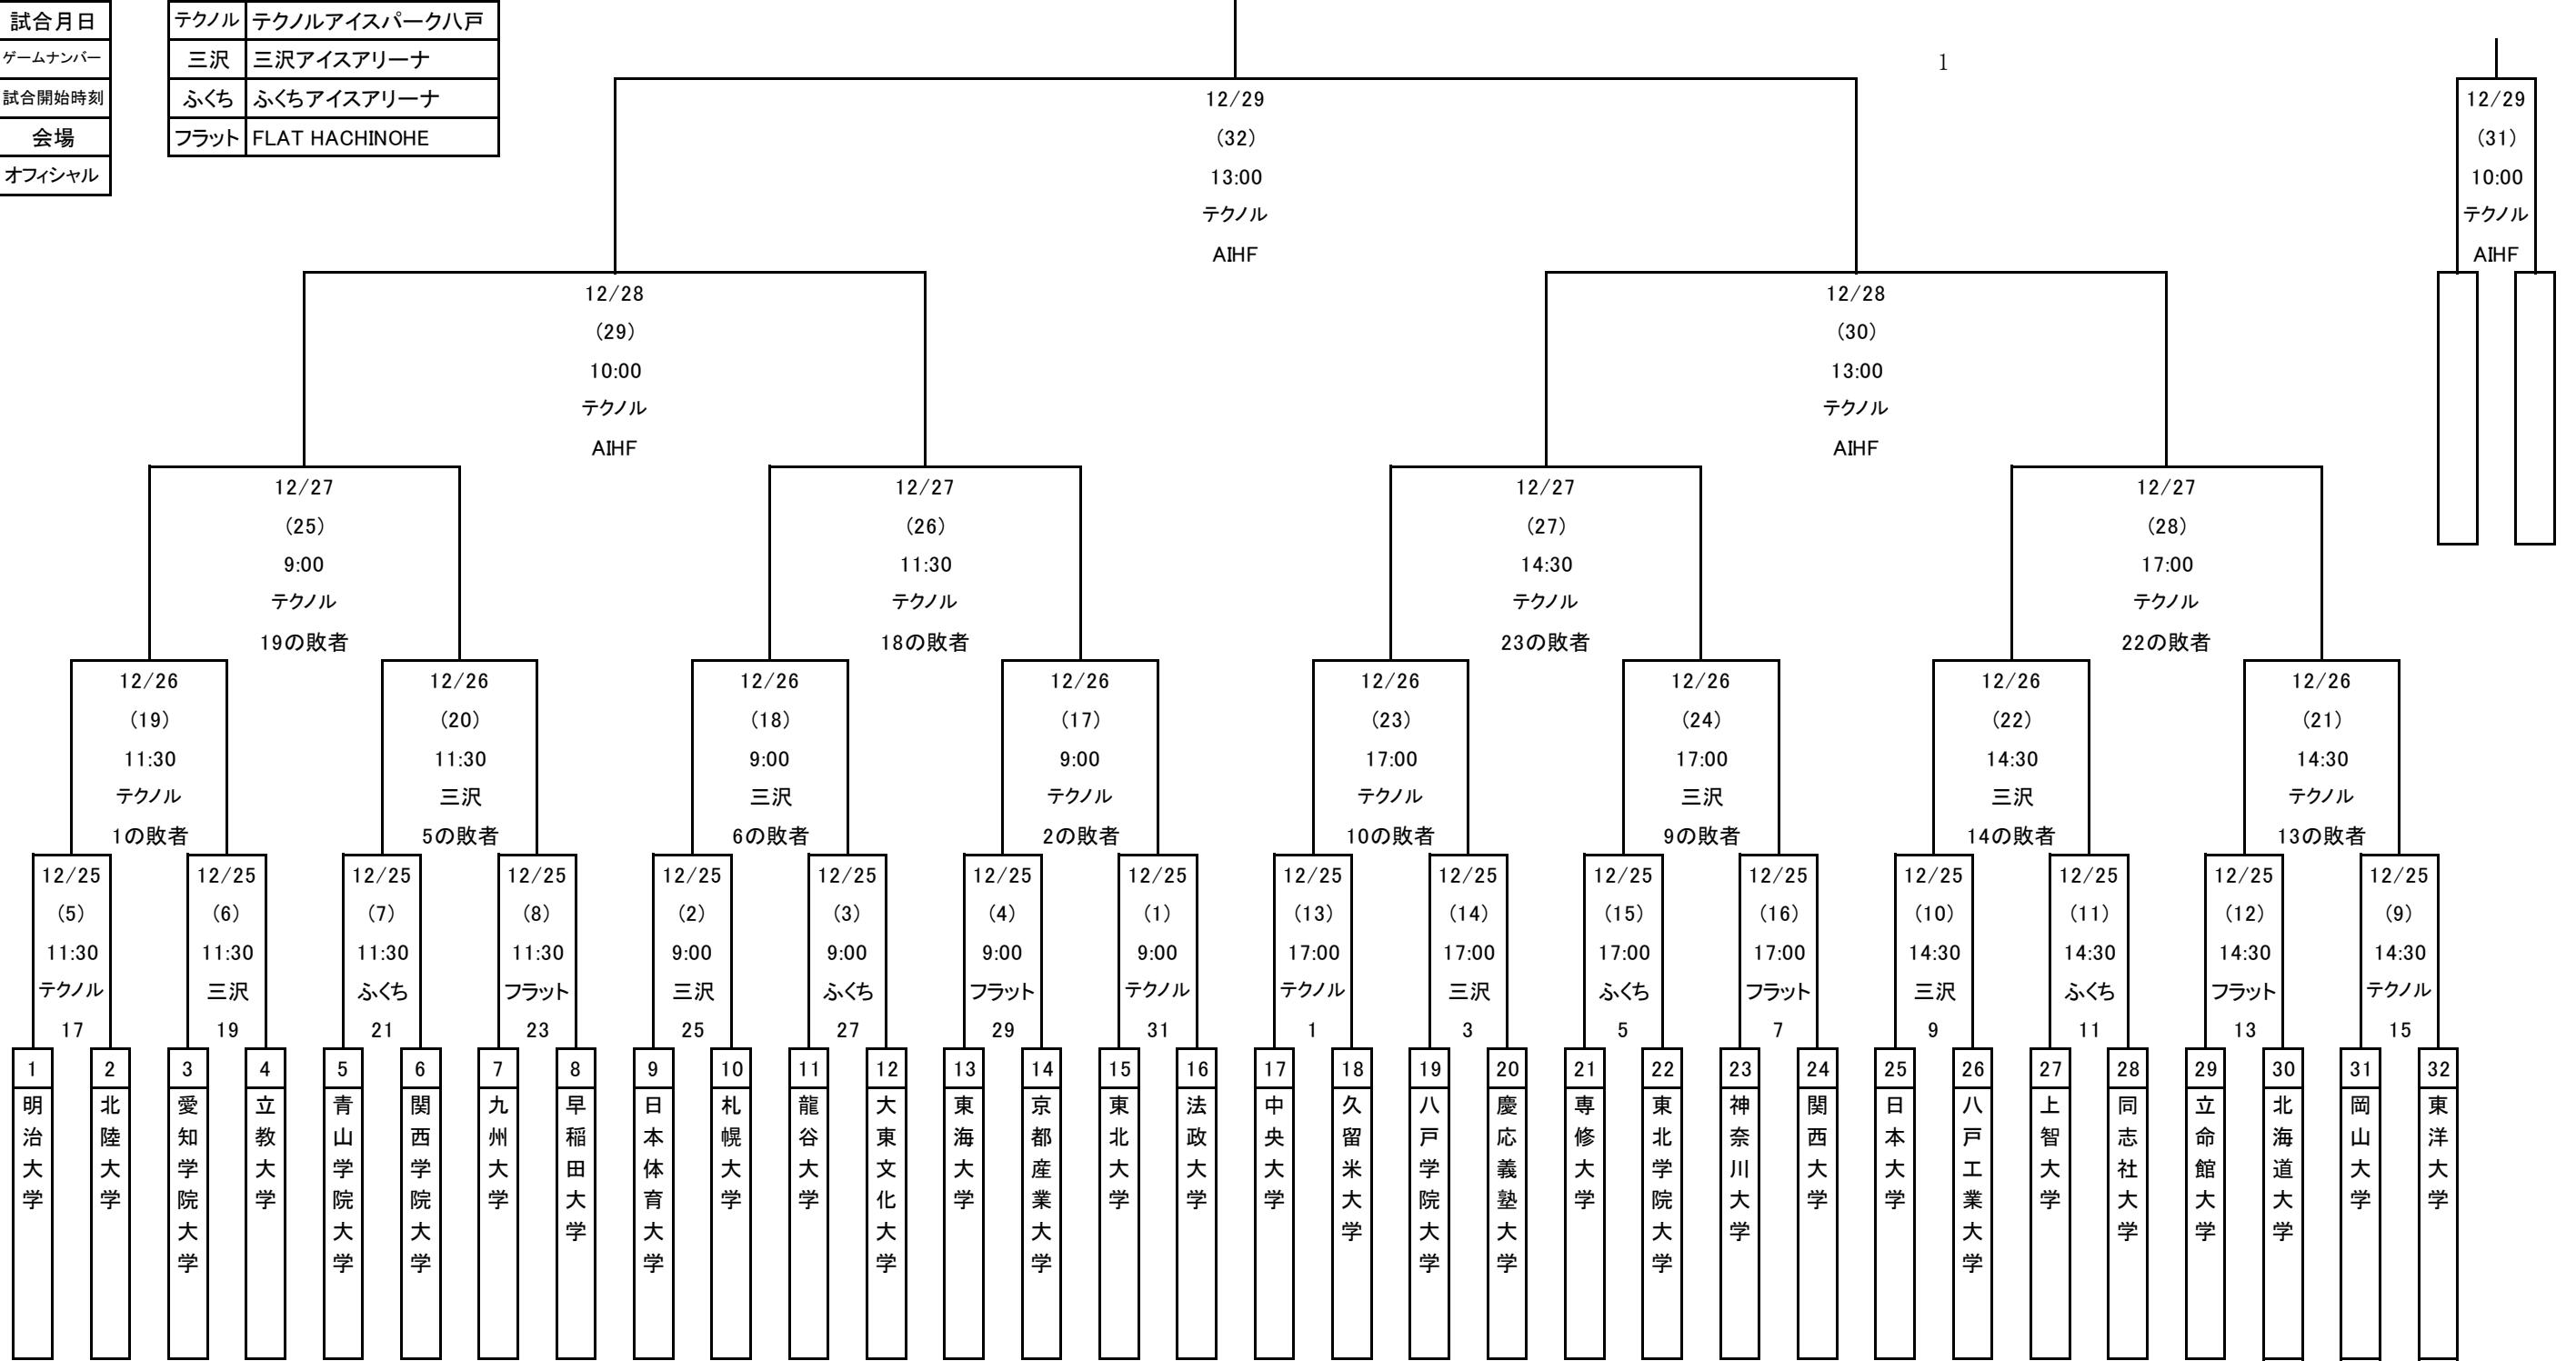 試合月日
ゲームナンバー
試合開始時刻
会場
オフィシャル
テクノル テクノルアイスパーク八戸
三沢 三沢アイスアリーナ
ふくち ふくちアイスアリーナ
フラット FLAT HACHINOHE
1
12/29
(32)
13:00
テクノル
AIHF
12/29
(31)
10:00
テクノル
AIHF
12/28 12/28
(29) (30)
10:00 13:00
テクノル テクノル
AIHF AIHF
12/27 12/27 12/27 12/27
(25) (26) (27) (28)
9:00 11:30 14:30 17:00
テクノル テクノル テクノル テクノル
19の敗者 18の敗者 23の敗者 22の敗者
12/26 12/26 12/26 12/26 12/26 12/26 12/26 12/26
(19) (20) (18) (17) (23) (24) (22) (21)
11:30 11:30 9:00 9:00 17:00 17:00 14:30 14:30
テクノル 三沢 三沢 テクノル テクノル 三沢 三沢 テクノル
1の敗者 5の敗者 6の敗者 2の敗者 10の敗者 9の敗者 14の敗者 13の敗者
12/25 12/25 12/25 12/25 12/25 12/25 12/25 12/25 12/25 12/25 12/25 12/25 12/25 12/25 12/25 12/25
(5) (6) (7) (8) (2) (3) (4) (1) (13) (14) (15) (16) (10) (11) (12) (9)
11:30 11:30 11:30 11:30 9:00 9:00 9:00 9:00 17:00 17:00 17:00 17:00 14:30 14:30 14:30 14:30
テクノル 三沢 ふくち フラット 三沢 ふくち フラット テクノル テクノル 三沢 ふくち フラット 三沢 ふくち フラット テクノル
17 19 21 23 25 27 29 31 1 3 5 7 9 11 13 15
1 2 3 4 5 6 7 8 9 10 11 12 13 14 15 16 17 18 19 20 21 22 23 24 25 26 27 28 29 30 31 32
明治大学
北陸大学
愛知学院大学
立教大学
青山学院大学
関西学院大学
九州大学
早稲田大学
日本体育大学
札幌大学
龍谷大学
大東文化大学
東海大学
京都産業大学
東北大学
法政大学
中央大学
久留米大学
八戸学院大学
慶応義塾大学
専修大学
東北学院大学
神奈川大学
関西大学
日本大学
八戸工業大学
上智大学
同志社大学
立命館大学
北海道大学
岡山大学
東洋大学